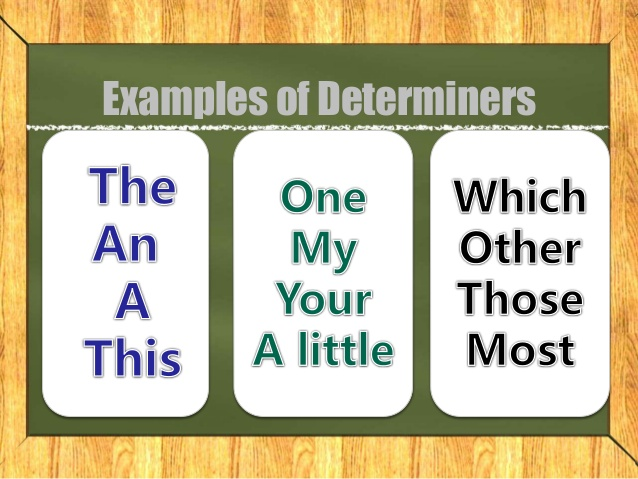 Examples of Determiners
The
An
A
This
One
My
Your
A little
Which
Other
Those
Most